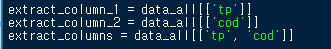 extract_column_1 = data_all[['tp']]
extract_column_2 = data_all[['cod']]
extract_columns = data_all[['tp', 'cod']]